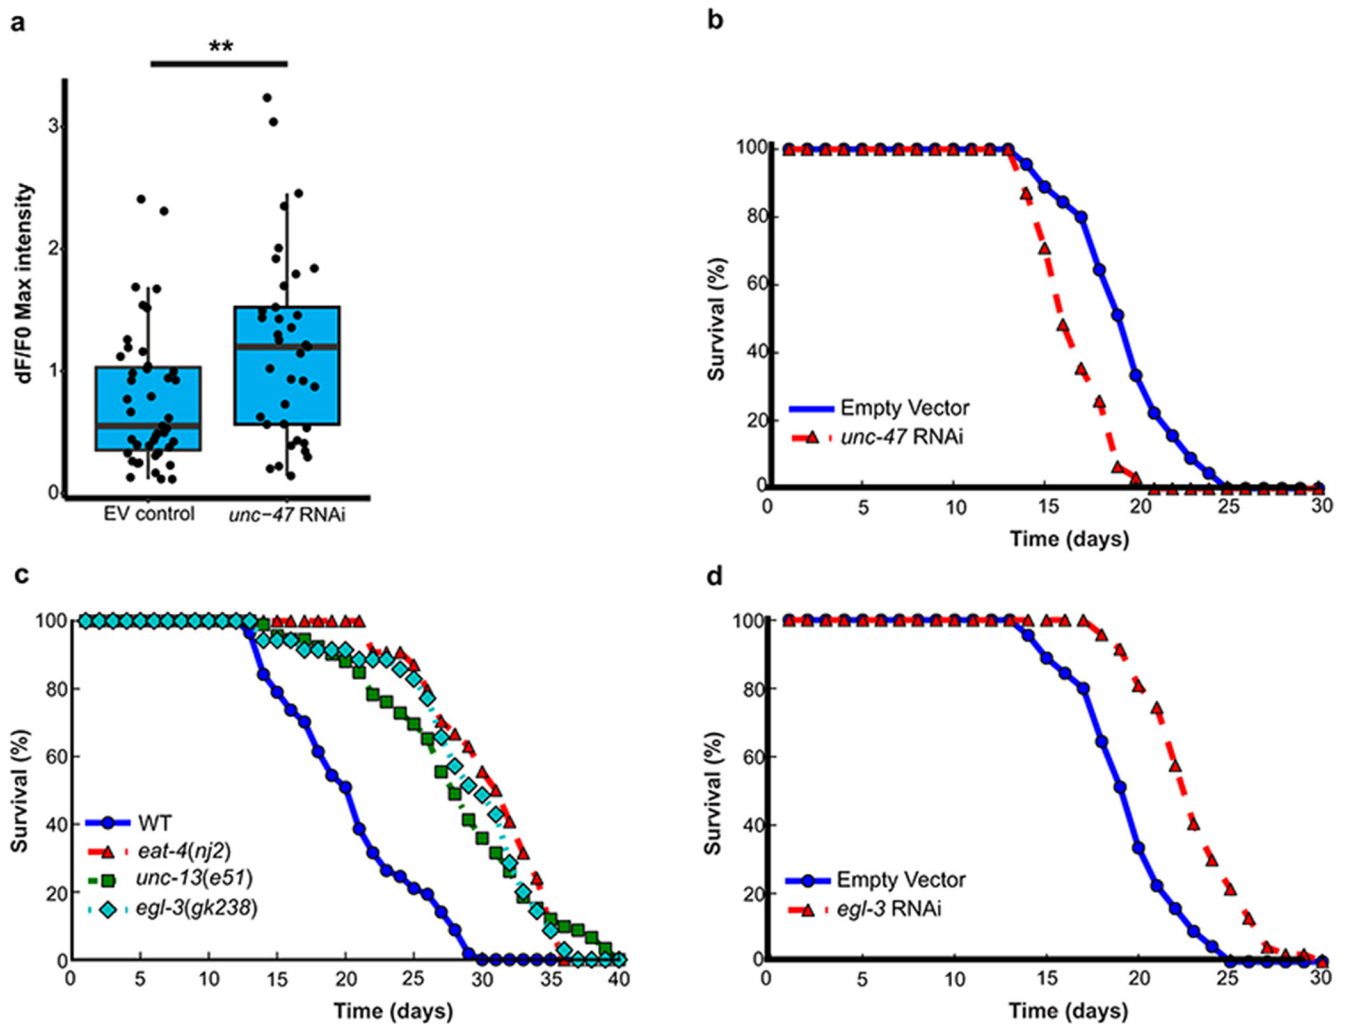 a
**
dF/F0 Max intensity
3
2
1
0
EV control
unc−47 RNAi
b
Survival (%)
100
80
60
40
20
0
Empty Vector
unc-47 RNAi
0 5 10 15 20 25 30
Time (days)
c
Survival (%)
100
80
60
40
20
0
WT
eat-4(nj2)
unc-13(e51)
egl-3(gk238)
0 5 10 15 20 25 30 35 40
Time (days)
d
Survival (%)
100
80
60
40
20
0
Empty Vector
egl-3 RNAi
0 5 10 15 20 25 30
Time (days)